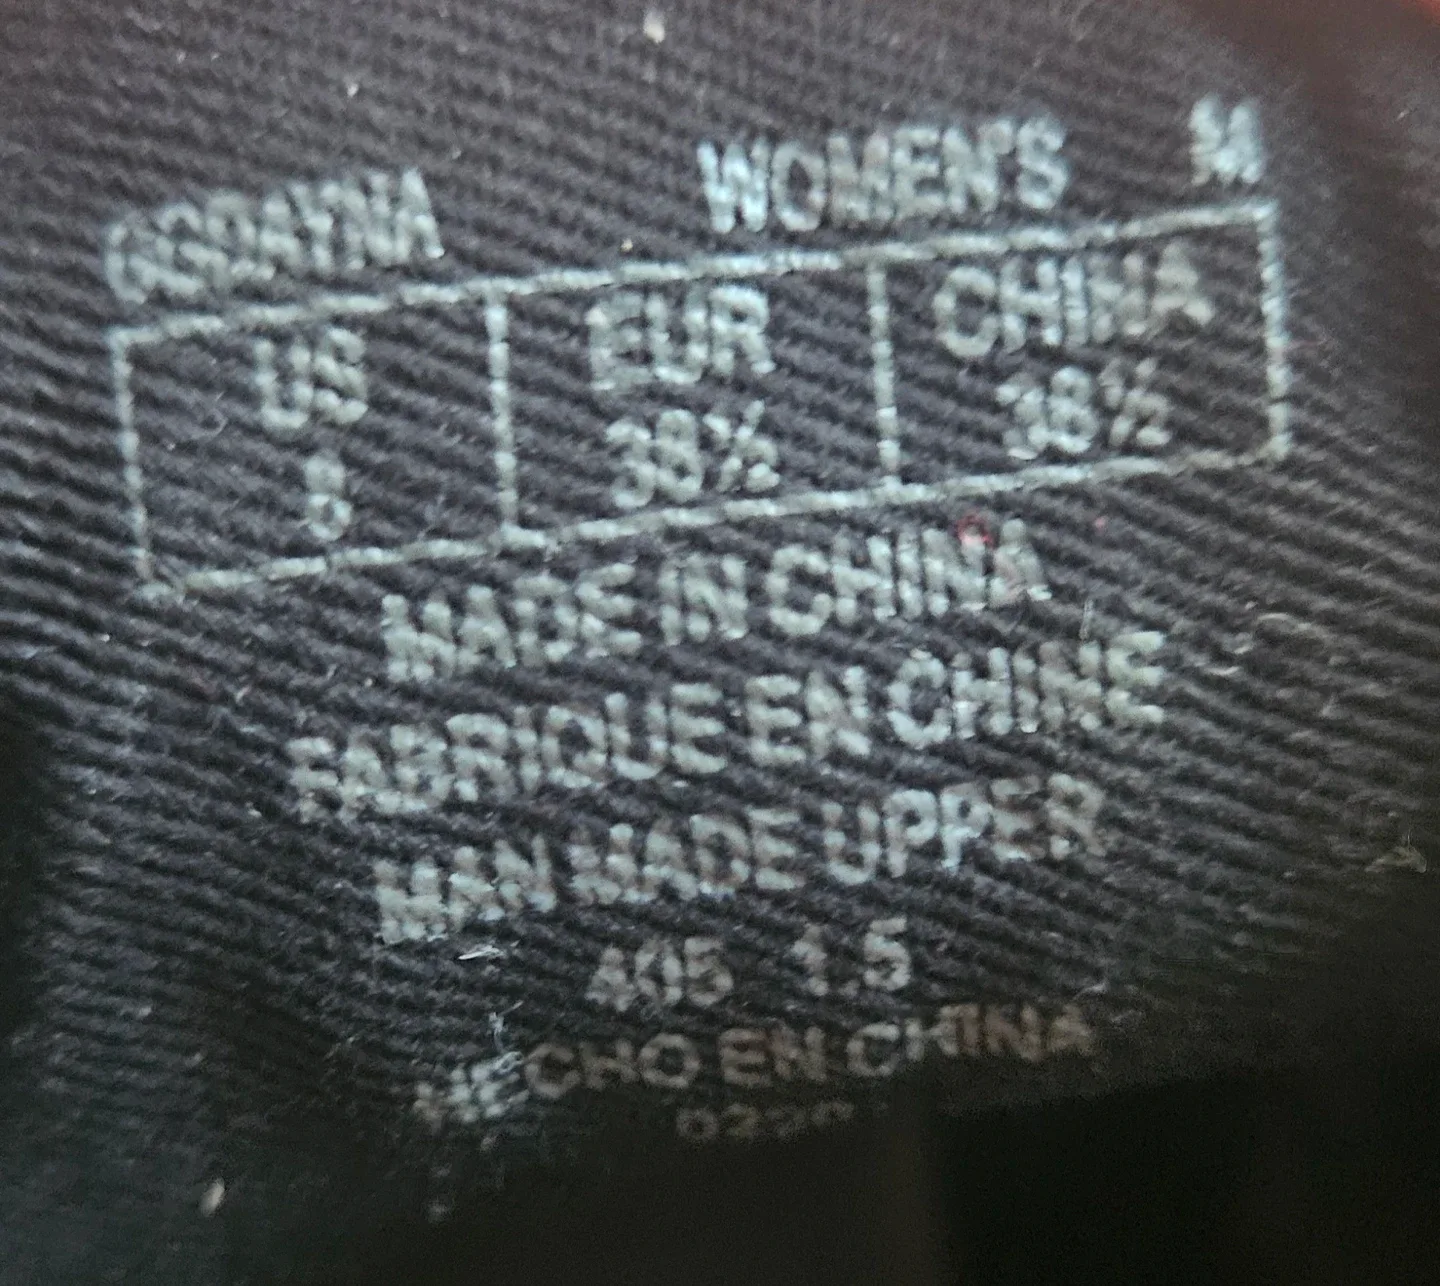 GSDAYNA WOMEN'S M
US EUR CHINA
8 38½ 38½
MADE IN CHINA
FABRIQUE EN CHINE
MAN MADE UPPER
405 1.5
HECHO EN CHINA